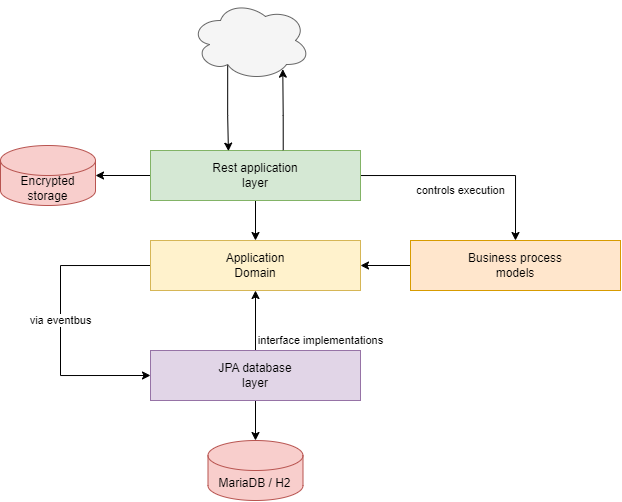 Rest application
layer
Encrypted
storage
controls execution
Application
Domain
Business process
models
via eventbus
interface implementations
JPA database
layer
MariaDB / H2